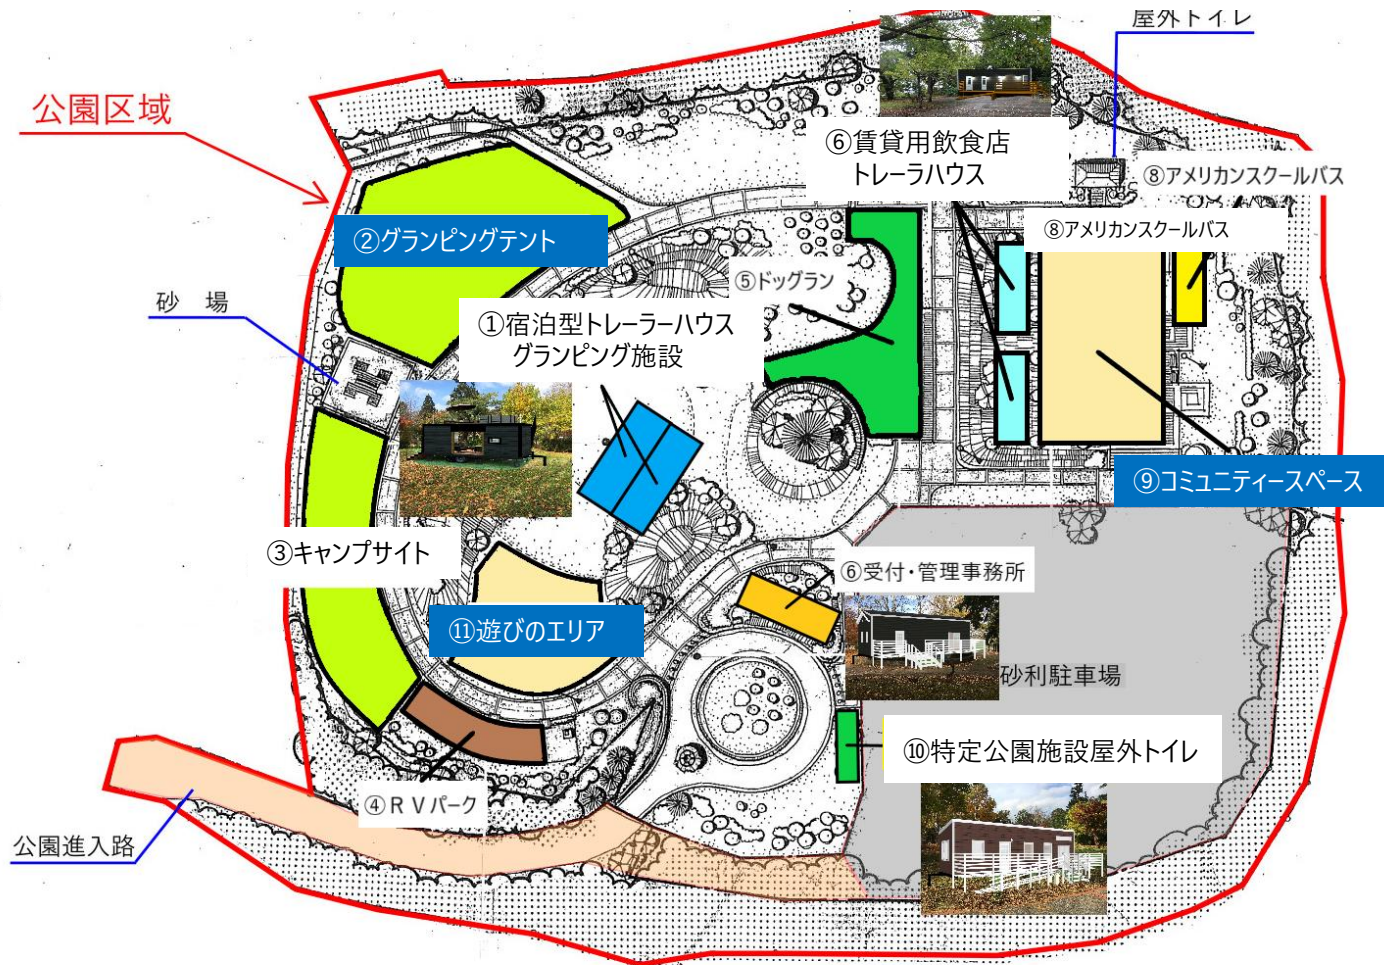 屋外トイレ
公園区域
⑥賃貸用飲食店
トレーラハウス
⑧アメリカンスクールバス
⑧アメリカンスクールバス
②グランピングテント
⑤ドッグラン
砂 場
①宿泊型トレーラーハウス
グランピング施設
⑨コミュニティースペース
③キャンプサイト
⑥受付・管理事務所
⑪遊びのエリア
砂利駐車場
⑩特定公園施設屋外トイレ
④RVパーク
公園進入路